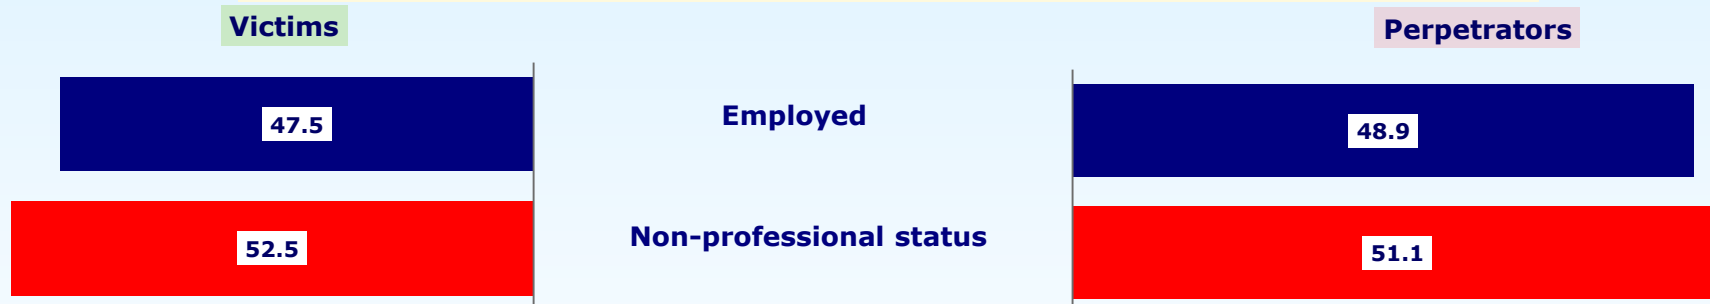 Victims
Perpetrators
47.5
Employed
48.9
52.5
Non-professional status
51.1